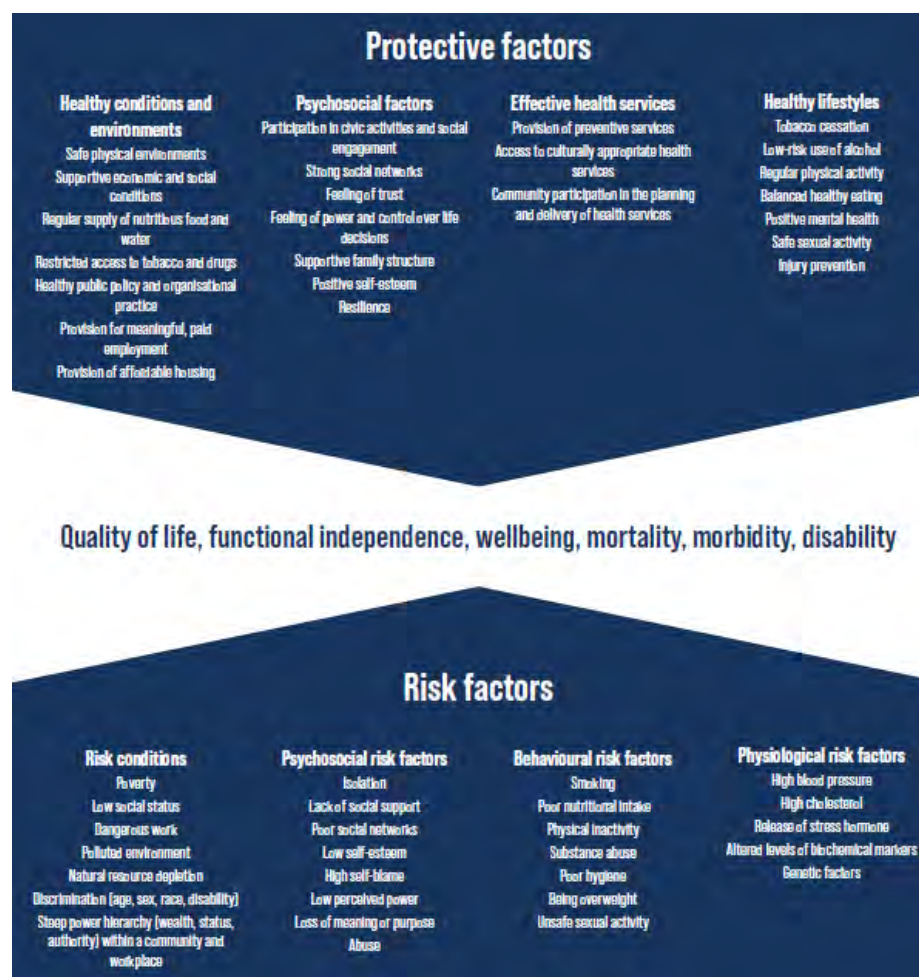 Protective factors
Healthy conditions and
environments
Safe physical environments
Supportive economic and social
conditions
Regular supply of nutritious food and
water
Restricted access to tobacco and drugs
Healthy public policy and organisational
practice
Provision for meaningful, paid
employment
Provision of affordable housing
Psychosocial factors
Participation in civic activities and social
engagement
Strong social networks
Feeling of trust
Feeling of power and control over life
decisions
Supportive family structure
Positive self-esteem
Resilience
Effective health services
Provision of preventive services
Access to culturally appropriate health
services
Community participation in the planning
and delivery of health services
Healthy lifestyles
Tobacco cessation
Low-risk use of alcohol
Regular physical activity
Balanced healthy eating
Positive mental health
Safe sexual activity
Injury prevention
Quality of life, functional independence, wellbeing, mortality, morbidity, disability
Risk factors
Risk conditions
Poverty
Low social status
Dangerous work
Polluted environment
Natural resource depletion
Discrimination (age, sex, race, disability)
Steep power hierarchy (wealth, status,
authority) within a community and
workplace
Psychosocial risk factors
Isolation
Lack of social support
Poor social networks
Low self-esteem
High self-blame
Low perceived power
Loss of meaning or purpose
Abuse
Behavioural risk factors
Smoking
Poor nutritional intake
Physical inactivity
Substance abuse
Poor hygiene
Being overweight
Unsafe sexual activity
Physiological risk factors
High blood pressure
High cholesterol
Release of stress hormone
Altered levels of biochemical markers
Genetic factors